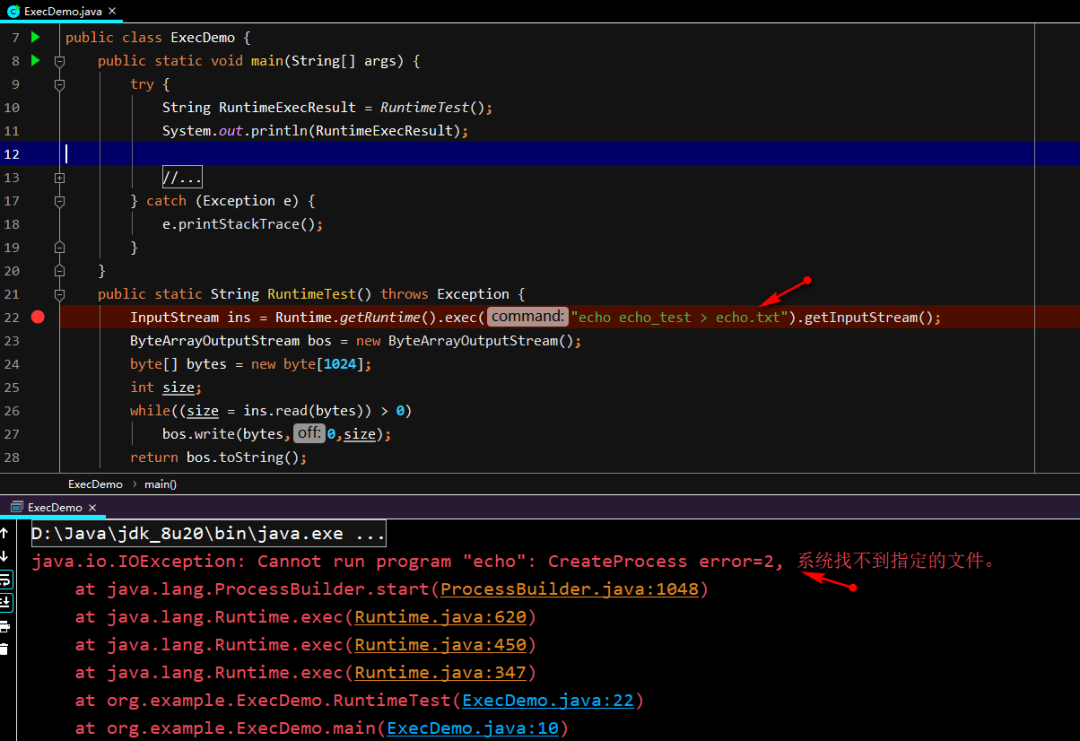 ExecDemo.java ×
7 public class ExecDemo {
8 public static void main(String[] args) {
9 try {
10 String RuntimeExecResult = RuntimeTest();
11 System.out.println(RuntimeExecResult);
12
13 //...
17 } catch (Exception e) {
18 e.printStackTrace();
19 }
20 }
21 public static String RuntimeTest() throws Exception {
22 InputStream ins = Runtime.getRuntime().exec( command: "echo echo_test > echo.txt").getInputStream();
23 ByteArrayOutputStream bos = new ByteArrayOutputStream();
24 byte[] bytes = new byte[1024];
25 int size;
26 while((size = ins.read(bytes)) > 0)
27 bos.write(bytes, off: 0,size);
28 return bos.toString();
ExecDemo › main()
ExecDemo ×
D:\Java\jdk_8u20\bin\java.exe ...
java.io.IOException: Cannot run program "echo": CreateProcess error=2, 系统找不到指定的文件。
at java.lang.ProcessBuilder.start(ProcessBuilder.java:1048)
at java.lang.Runtime.exec(Runtime.java:620)
at java.lang.Runtime.exec(Runtime.java:450)
at java.lang.Runtime.exec(Runtime.java:347)
at org.example.ExecDemo.RuntimeTest(ExecDemo.java:22)
at org.example.ExecDemo.main(ExecDemo.java:10)